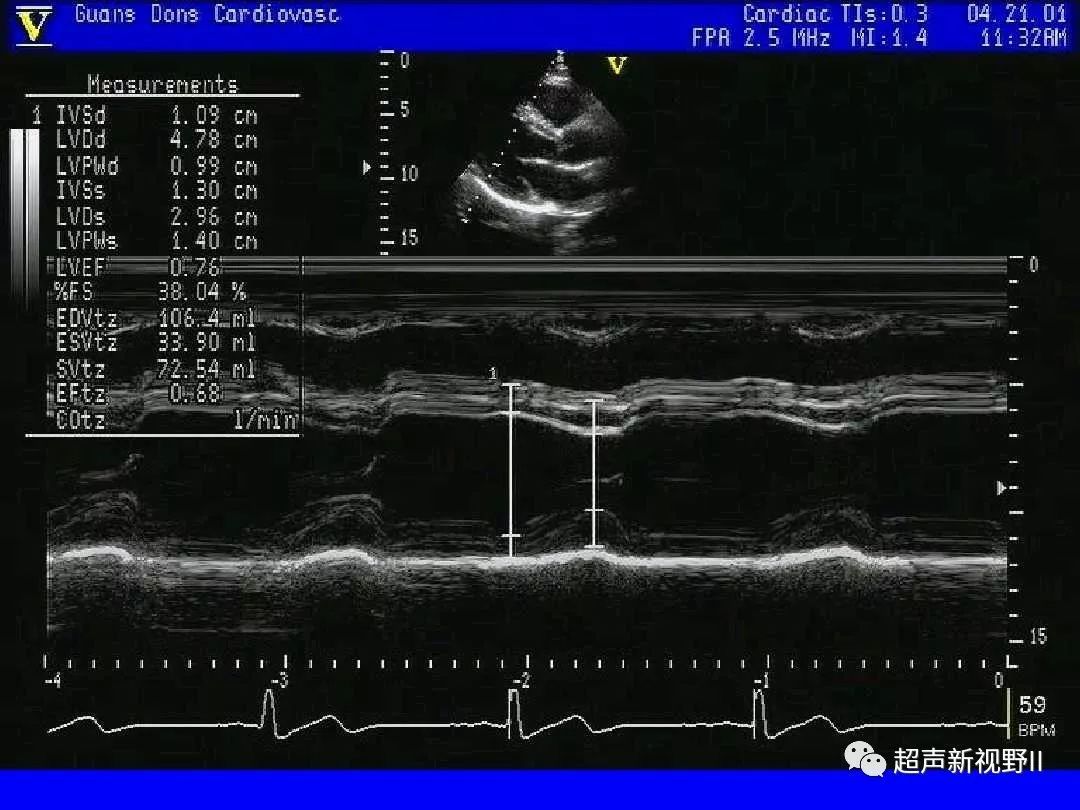 V Guans Dons Cardiovasc Cardiac TIs:0.3 04.21.01
FPA 2.5 MHz MI:1.4 11:32AM
V
0
5
10
15
Measurements
1 IVSd 1.09 cm
LVDd 4.78 cm
LVPWd 0.99 cm
IVSs 1.30 cm
LVDs 2.96 cm
LVPWs 1.40 cm
LVEF 0.76
%FS 38.04 %
EDVtz 106.4 ml
ESVtz 33.90 ml
SVtz 72.54 ml
EFtz 0.68
COtz l/min
0
1
15
-4 -3 -2 -1 0
59
BPM
超声新视野II